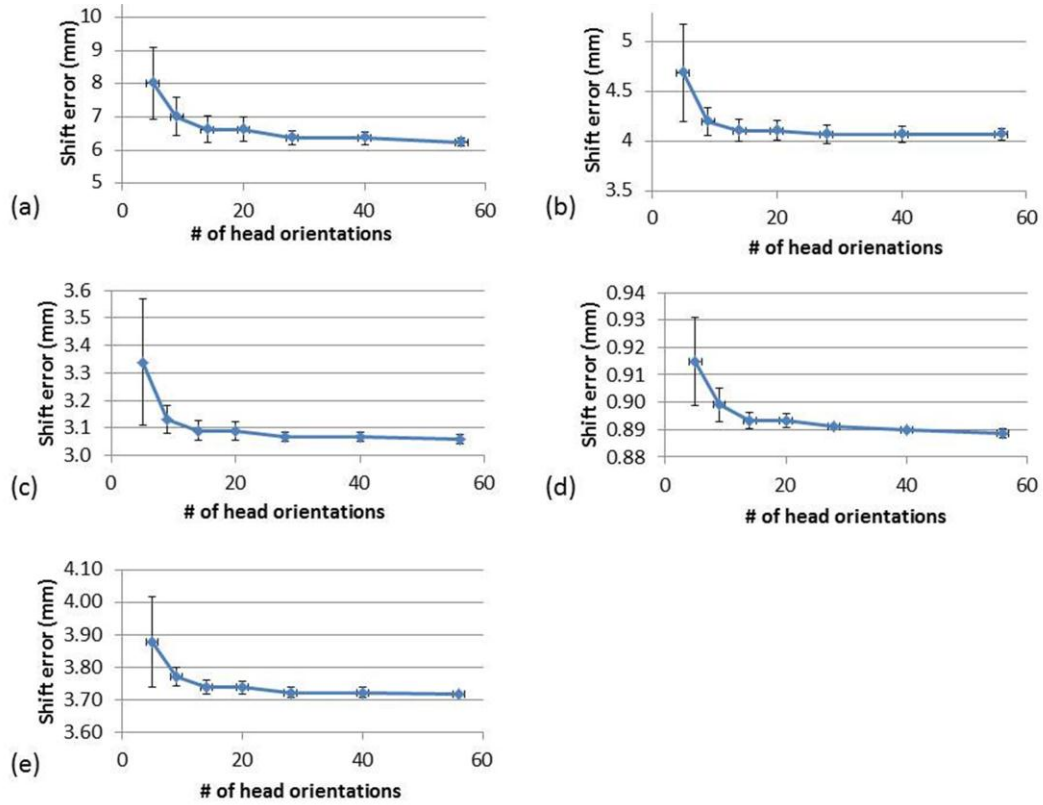 10
9
8
7
6
5
Shift error (mm)
0 20 40 60
# of head orientations
(a)
5
4.5
4
3.5
Shift error (mm)
0 20 40 60
# of head orienations
(b)
3.6
3.5
3.4
3.3
3.2
3.1
3.0
Shift error (mm)
0 20 40 60
# of head orientations
(c)
0.94
0.93
0.92
0.91
0.90
0.89
0.88
Shift error (mm)
0 20 40 60
# of head orientations
(d)
4.10
4.00
3.90
3.80
3.70
3.60
Shift error (mm)
0 20 40 60
# of head orientations
(e)